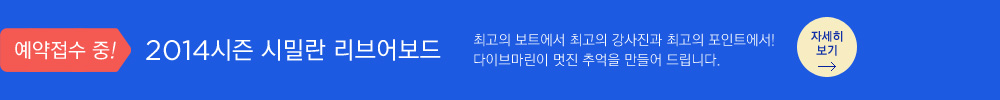 예약접수 중!
2014시즌 시밀란 리브어보드
최고의 보트에서 최고의 강사진과 최고의 포인트에서!
다이브마린이 멋진 추억을 만들어 드립니다.
자세히
보기